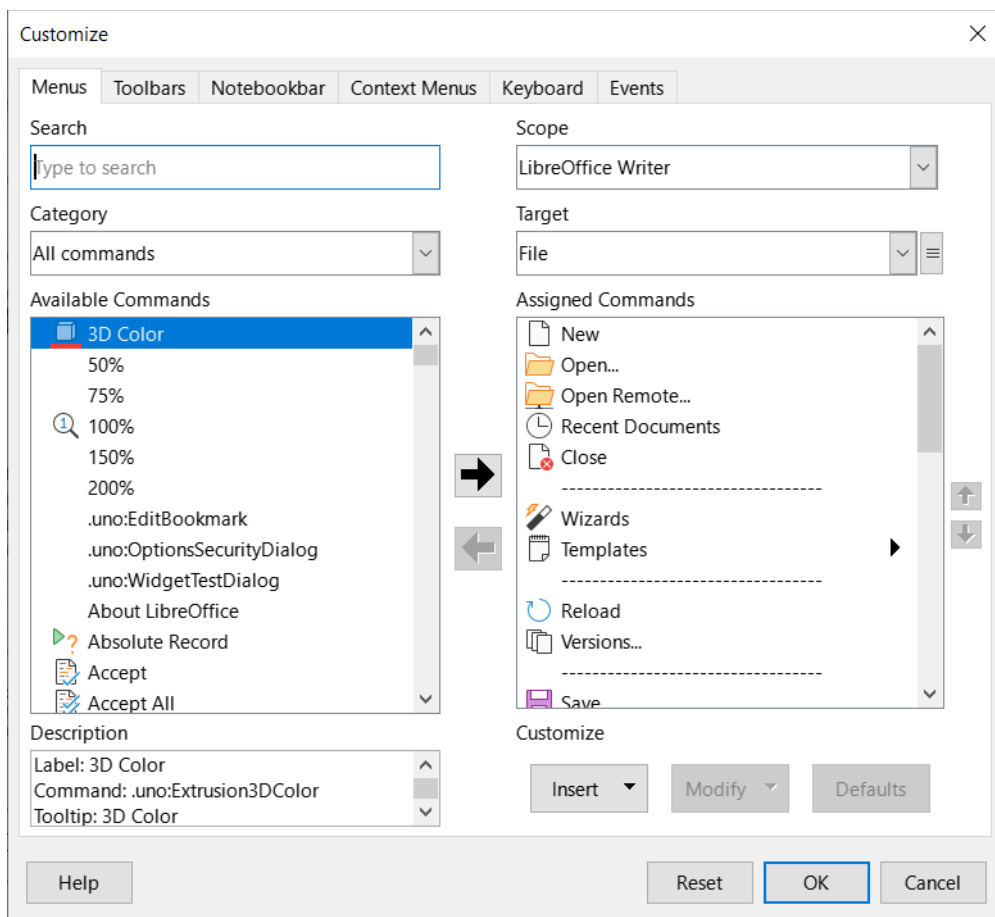 Customize
Menus Toolbars Notebookbar Context Menus Keyboard Events
Search
Type to search
Category
All commands
Available Commands
3D Color
50%
75%
1 100%
150%
200%
.uno:EditBookmark
.uno:OptionsSecurityDialog
.uno:WidgetTestDialog
About LibreOffice
Absolute Record
Accept
Accept All
Description
Label: 3D Color
Command: .uno:Extrusion3DColor
Tooltip: 3D Color
Scope
LibreOffice Writer
Target
File
Assigned Commands
New
Open...
Open Remote...
Recent Documents
Close
----------------------------------
Wizards
Templates
----------------------------------
Reload
Versions...
----------------------------------
Save
Customize
Insert Modify Defaults
Help Reset OK Cancel